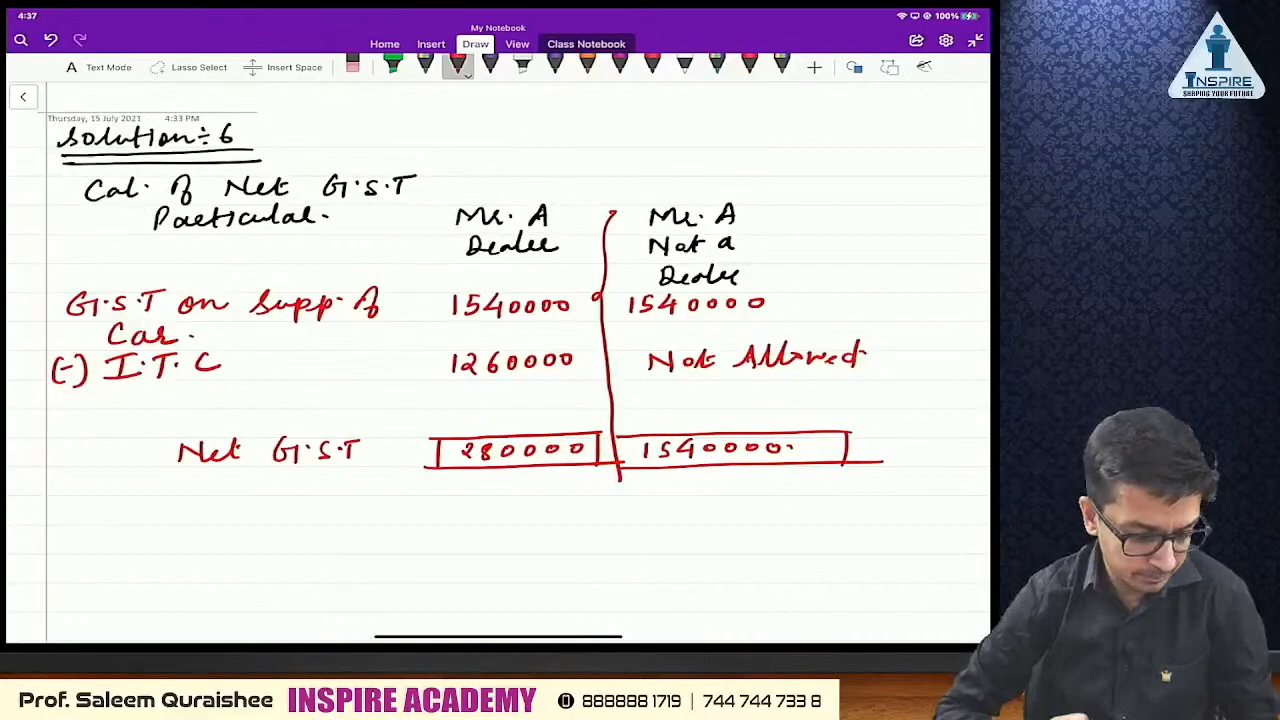 4:37
100%
My Notebook
Home Insert Draw View Class Notebook
A Text Mode Lasso Select Insert Space
INSPIRE
SHAPING YOUR FUTURE
Thursday, 15 July 2021 4:33 PM
Solution÷6
Cal. of Net G.S.T
Particular. Mr. A Mr. A
Dealer Not a
Dealer
G.S.T on Supp. of 1540000 1540000
Car.
(-) I.T.C 1260000 Not Allowed
Net G.S.T 280000 1540000.
Prof. Saleem Quraishee INSPIRE ACADEMY 888888 1719 | 744 744 733 8